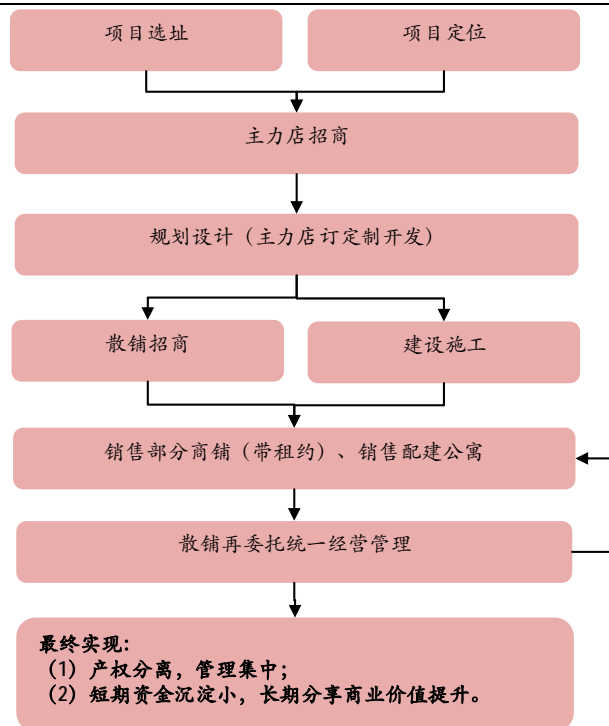 项目选址
项目定位
主力店招商
规划设计（主力店订定制开发）
散铺招商
建设施工
销售部分商铺（带租约）、销售配建公寓
散铺再委托统一经营管理
最终实现：
（1）产权分离，管理集中；
（2）短期资金沉淀小，长期分享商业价值提升。